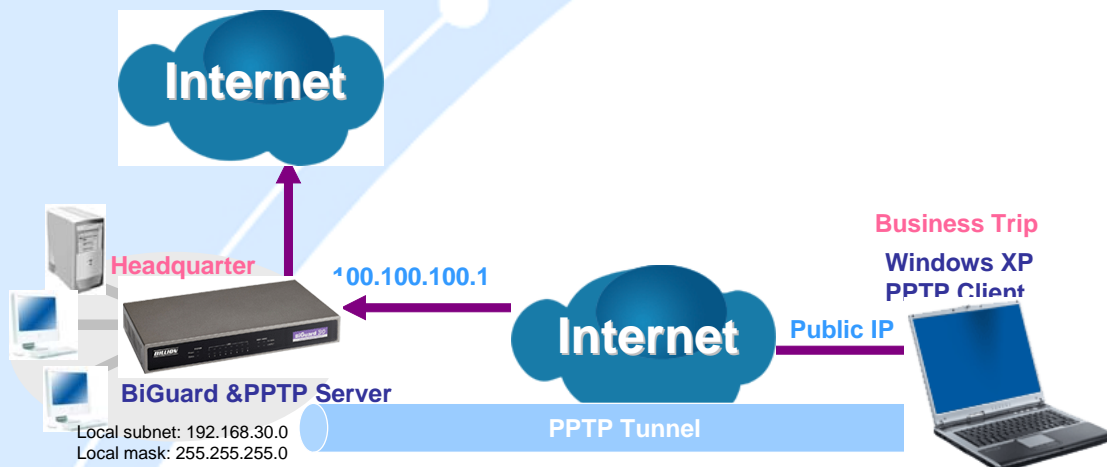 Internet
Business Trip
Headquarter
100.100.100.1
Windows XP
PPTP Client
Internet
Public IP
BILLION
BiGuard &PPTP Server
PPTP Tunnel
Local subnet: 192.168.30.0
Local mask: 255.255.255.0